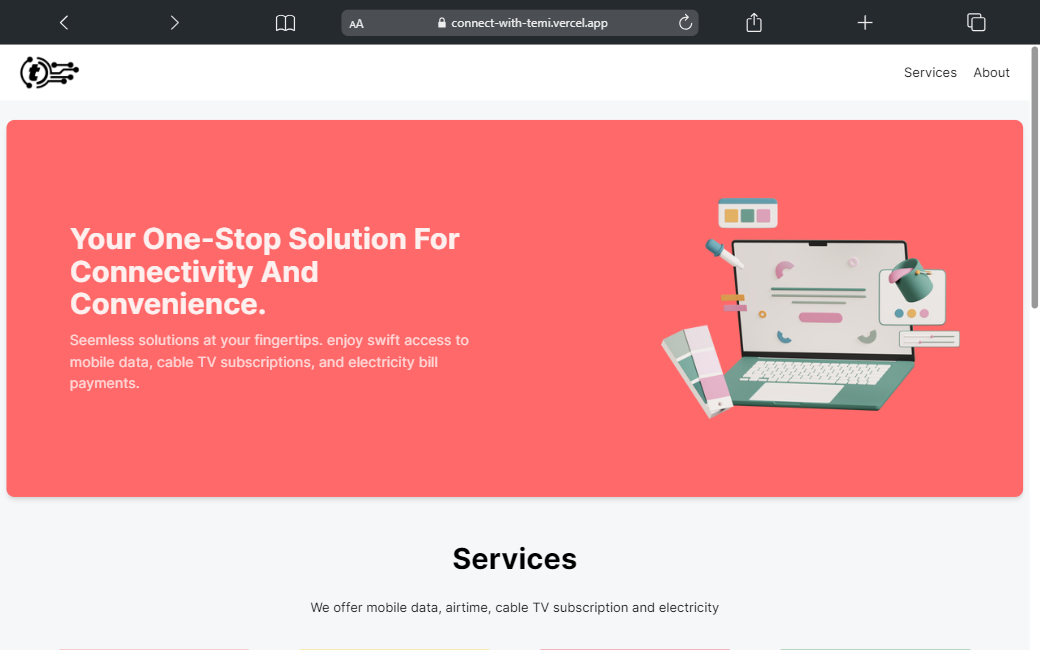 AA
connect-with-temi.vercel.app
t
Services
About
Your One-Stop Solution For
Connectivity And
Convenience.
Seemless solutions at your fingertips. enjoy swift access to
mobile data, cable TV subscriptions, and electricity bill
payments.
Services
We offer mobile data, airtime, cable TV subscription and electricity